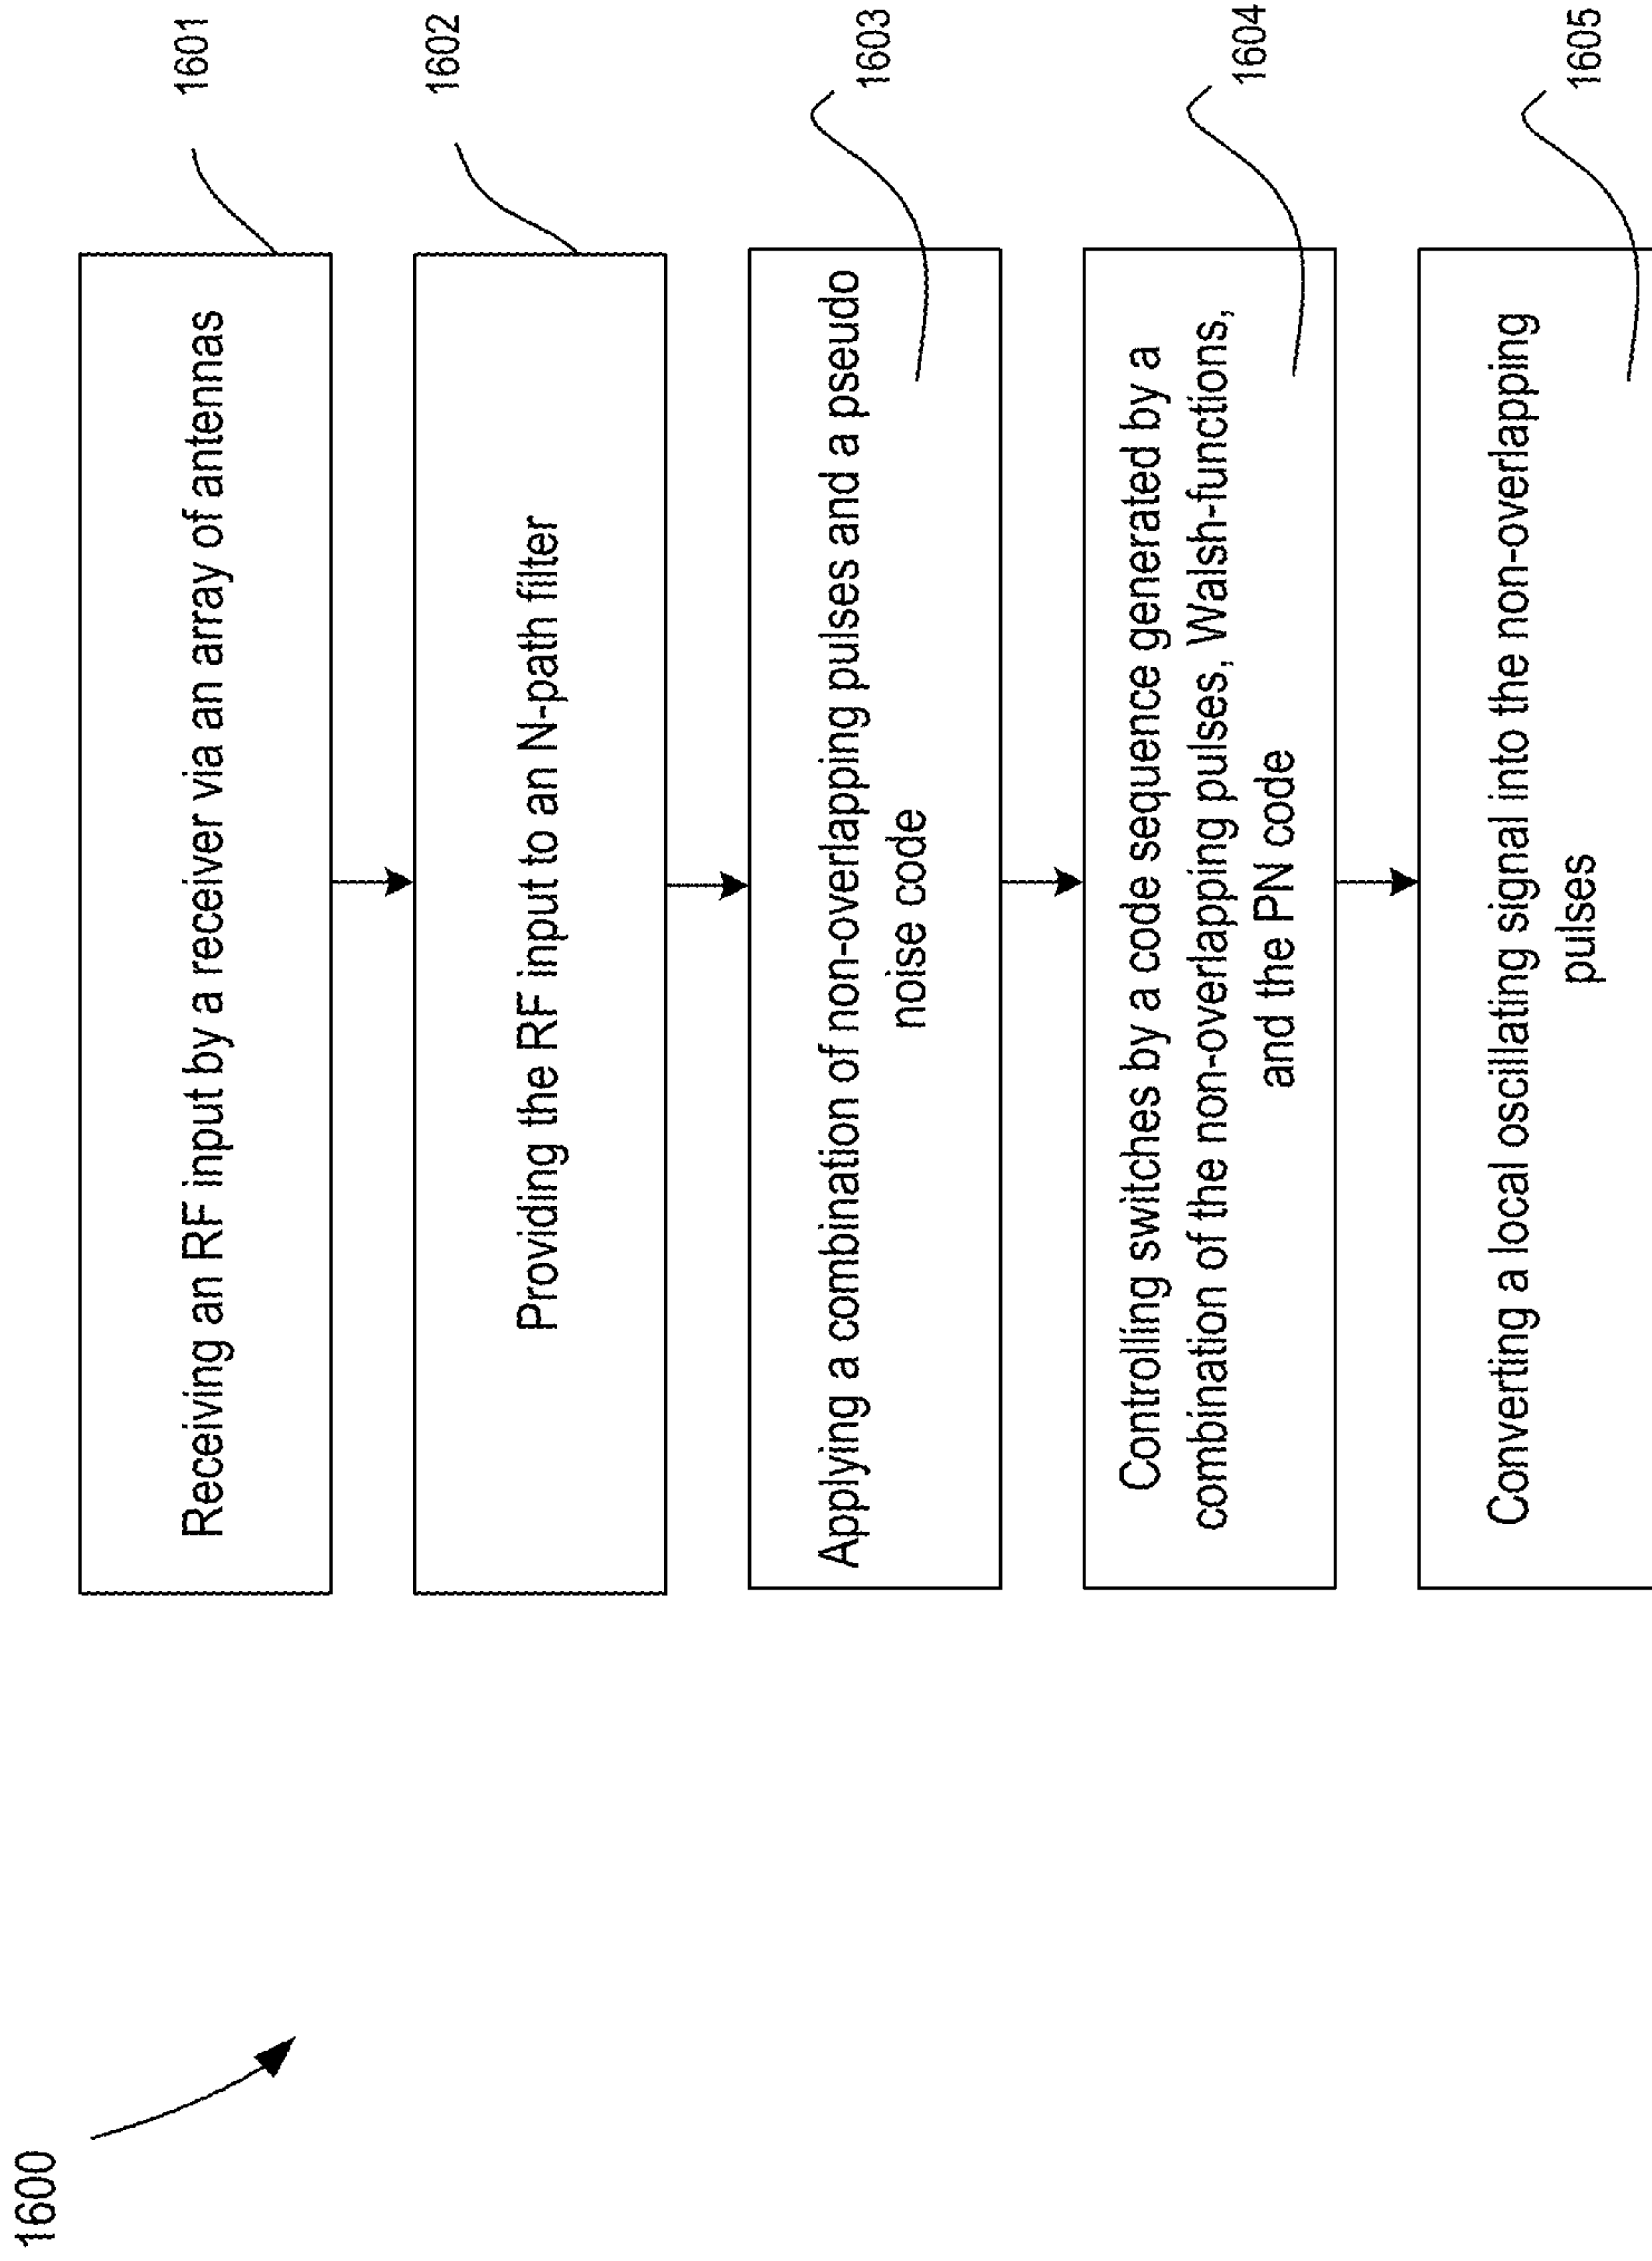 1600
Receiving an RF input by a receiver via an array of antennas
1601
Providing the RF input to an N-path filter
1602
Applying a combination of non-overlapping pulses and a pseudo
noise code
1603
Controlling switches by a code sequence generated by a
combination of the non-overlapping pulses, Walsh-functions,
and the PN code
1604
Converting a local oscillating signal into the non-overlapping
pulses
1605